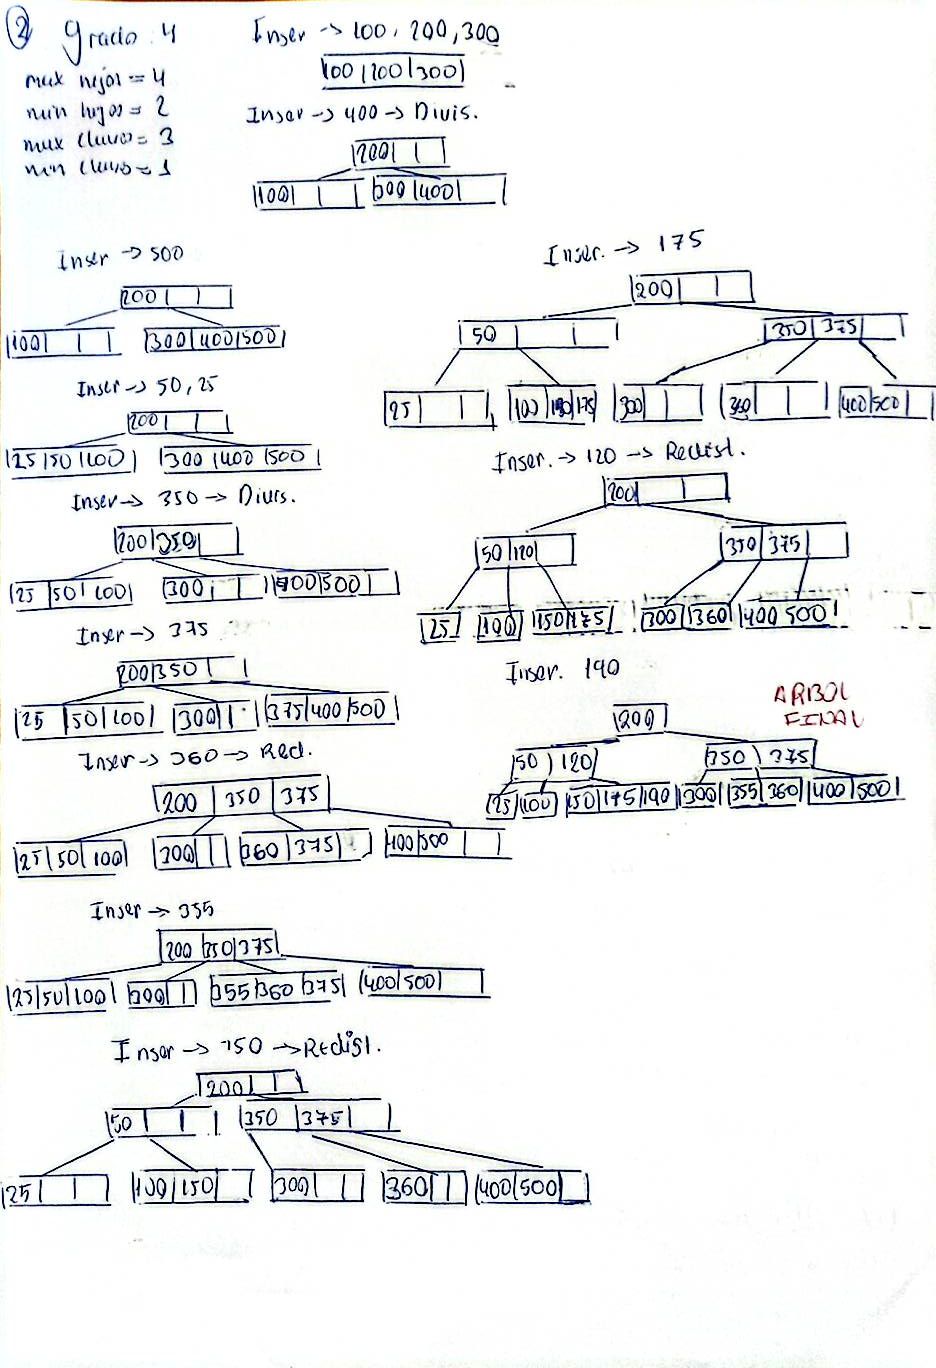 2 grado 4
max hijos = 4
min hijos = 2
max claves = 3
min claves = 1
Inser -> 100, 200, 300
100 | 200 | 300
Inser -> 400 -> Divis.
200
100 300 | 400
Inser -> 500
200
100 300 | 400 | 500
Inser -> 50, 25
200
25 | 50 | 100 300 | 400 | 500
Inser -> 350 -> Divis.
200 | 350
25 | 50 | 100 300 400 | 500
Inser -> 375
200 | 350
25 | 50 | 100 300 375 | 400 | 500
Inser -> 360 -> Red.
200 | 350 | 375
25 | 50 | 100 300 360 | 375 400 | 500
Inser -> 355
200 | 350 | 375
25 | 50 | 100 300 355 | 360 | 375 400 | 500
Inser -> 150 -> Redist.
200
50 350 | 375
25 100 | 150 300 360 400 | 500
Inser. -> 175
200
50 350 | 375
25 100 | 150 | 175 300 360 400 | 500
Inser. -> 120 -> Redist.
200
50 | 120 350 | 375
25 100 150 | 175 300 360 400 500
Inser. 190
ARBOL
FINAL
200
50 | 120 350 | 375
25 100 150 | 175 | 190 300 355 | 360 400 | 500